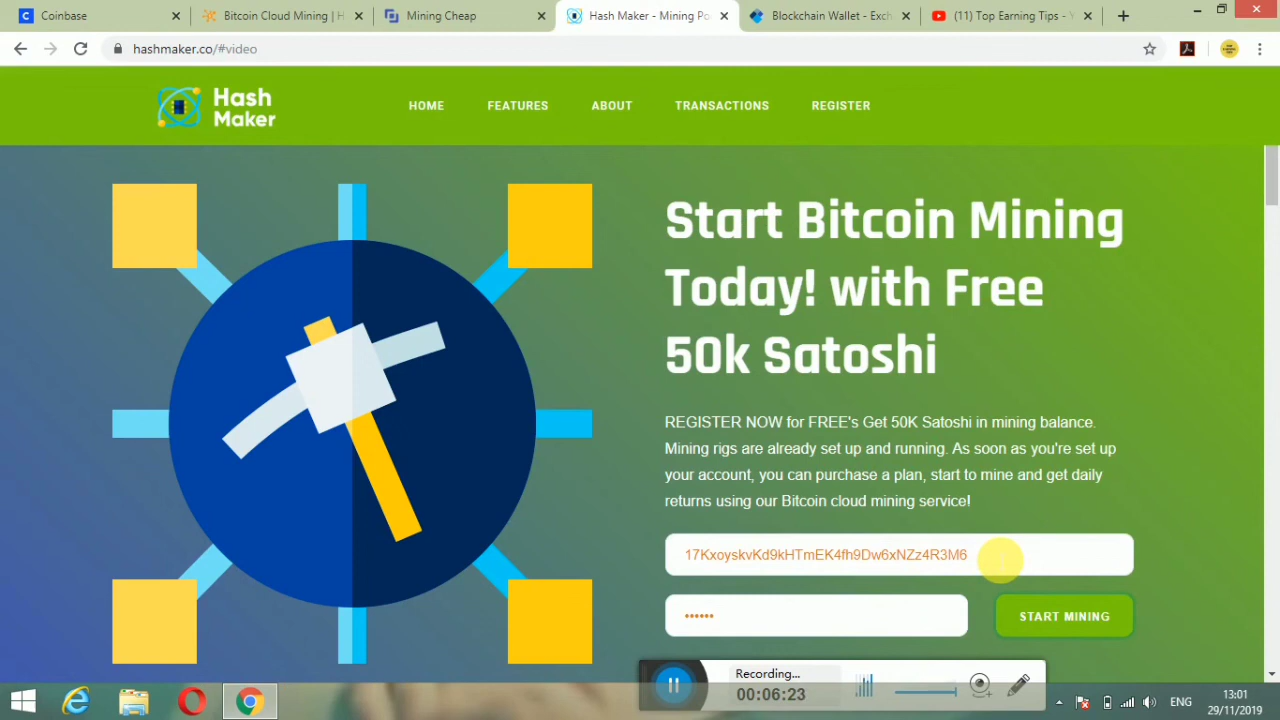 Coinbase
Bitcoin Cloud Mining | H
Mining Cheap
Hash Maker - Mining Po
Blockchain Wallet - Exch
(11) Top Earning Tips - Y
hashmaker.co/#video
Hash
Maker
HOME
FEATURES
ABOUT
TRANSACTIONS
REGISTER
Start Bitcoin Mining
Today! with Free
50k Satoshi
REGISTER NOW for FREE's Get 50K Satoshi in mining balance.
Mining rigs are already set up and running. As soon as you're set up
your account, you can purchase a plan, start to mine and get daily
returns using our Bitcoin cloud mining service!
17KxoyskvKd9kHTmEK4fh9Dw6xNZz4R3M6
••••••
START MINING
Recording...
00:06:23
ENG
13:01
29/11/2019